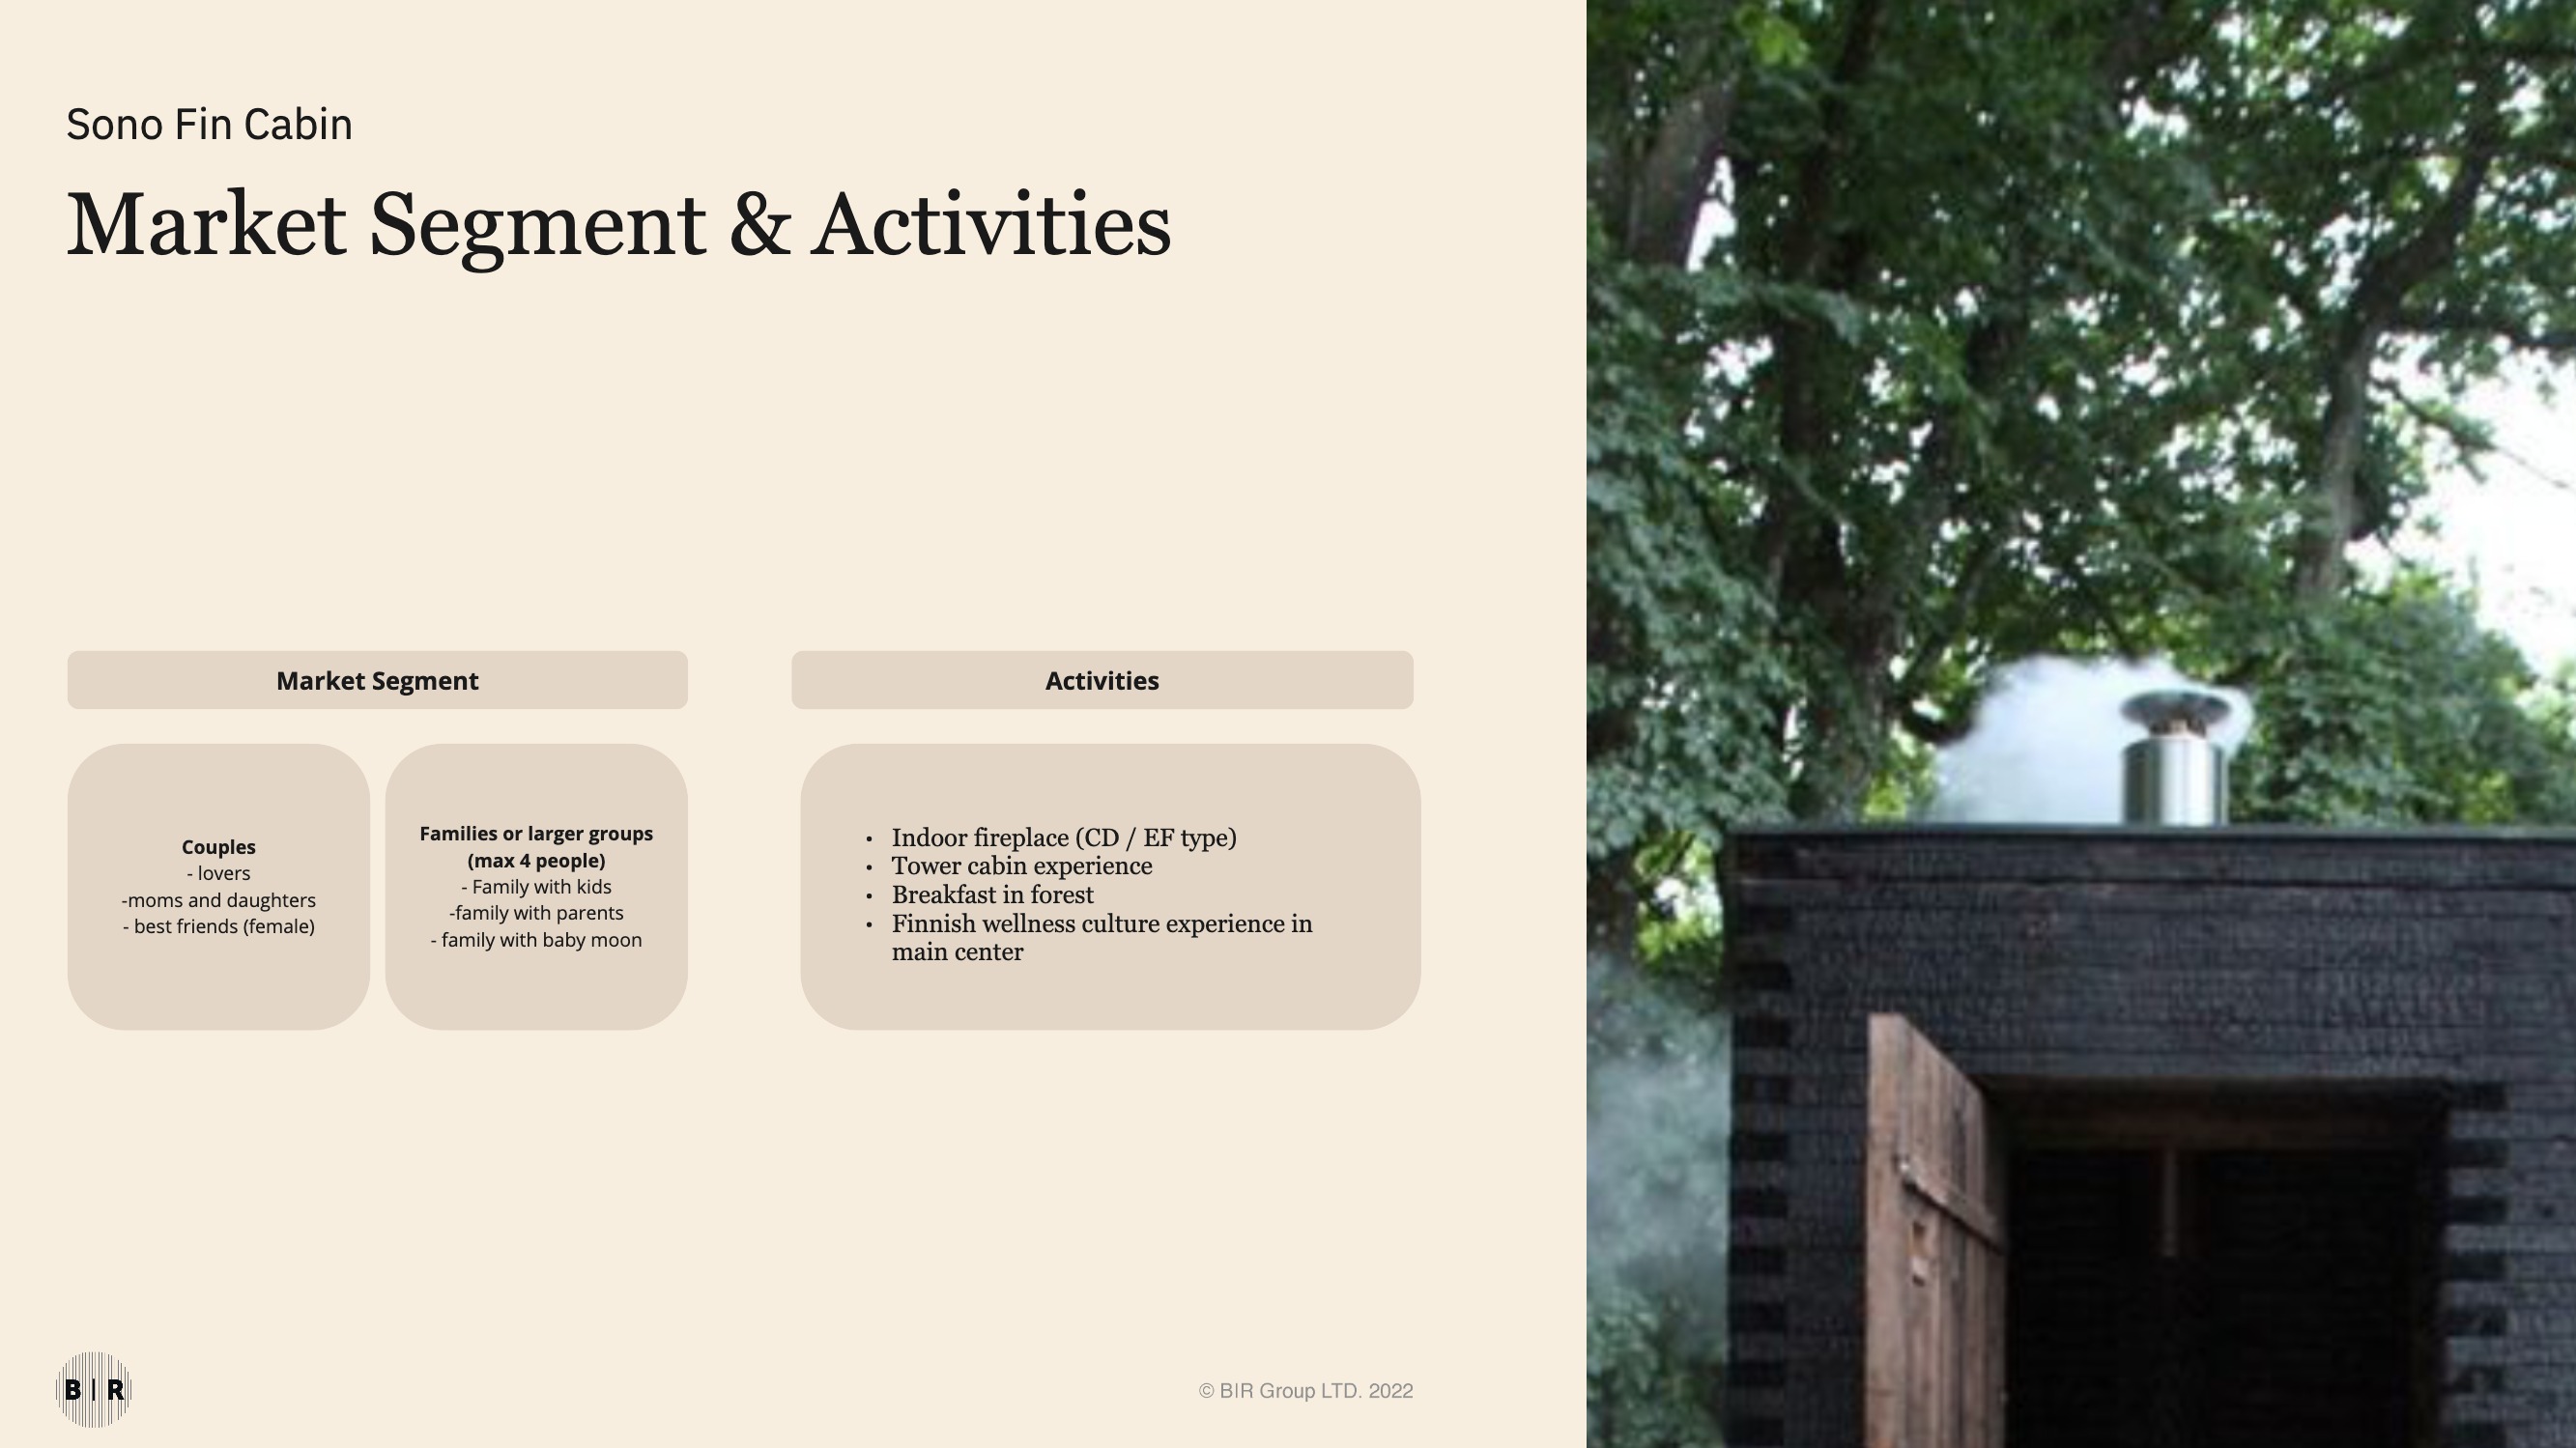 Sono Fin Cabin
Market Segment & Activities
Market Segment
Couples
- lovers
-moms and daughters
- best friends (female)
Families or larger groups
(max 4 people)
- Family with kids
-family with parents
- family with baby moon
Activities
• Indoor fireplace (CD / EF type)
• Tower cabin experience
• Breakfast in forest
• Finnish wellness culture experience in
main center
B|R
© BIR Group LTD. 2022